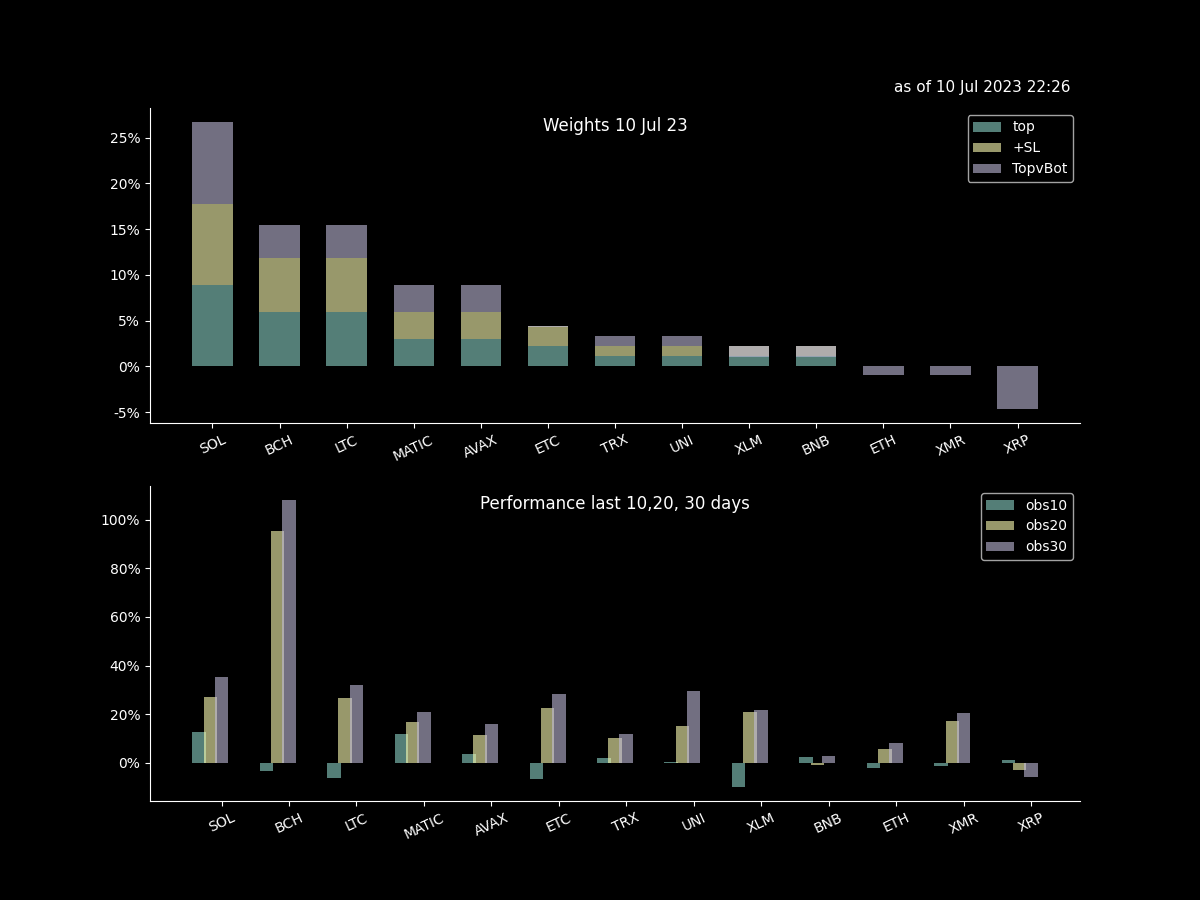 as of 10 Jul 2023 22:26
Weights 10 Jul 23
top
+SL
TopvBot
25%
20%
15%
10%
5%
0%
-5%
SOL BCH LTC MATIC AVAX ETC TRX UNI XLM BNB ETH XMR XRP
Performance last 10,20, 30 days
obs10
obs20
obs30
100%
80%
60%
40%
20%
0%
SOL BCH LTC MATIC AVAX ETC TRX UNI XLM BNB ETH XMR XRP